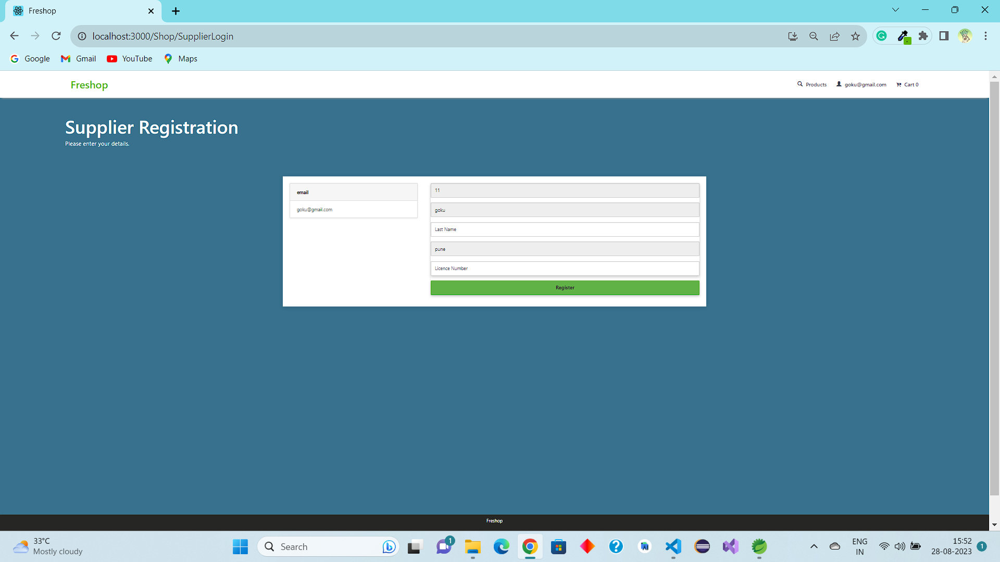 Freshop
localhost:3000/Shop/SupplierLogin
Google Gmail YouTube Maps
Freshop
Products goku@gmail.com Cart 0
Supplier Registration
Please enter your details.
email
goku@gmail.com
11
goku
Last Name
pune
Licence Number
Register
Freshop
33°C
Mostly cloudy
Search
1
ENG
IN
15:52
28-08-2023
1